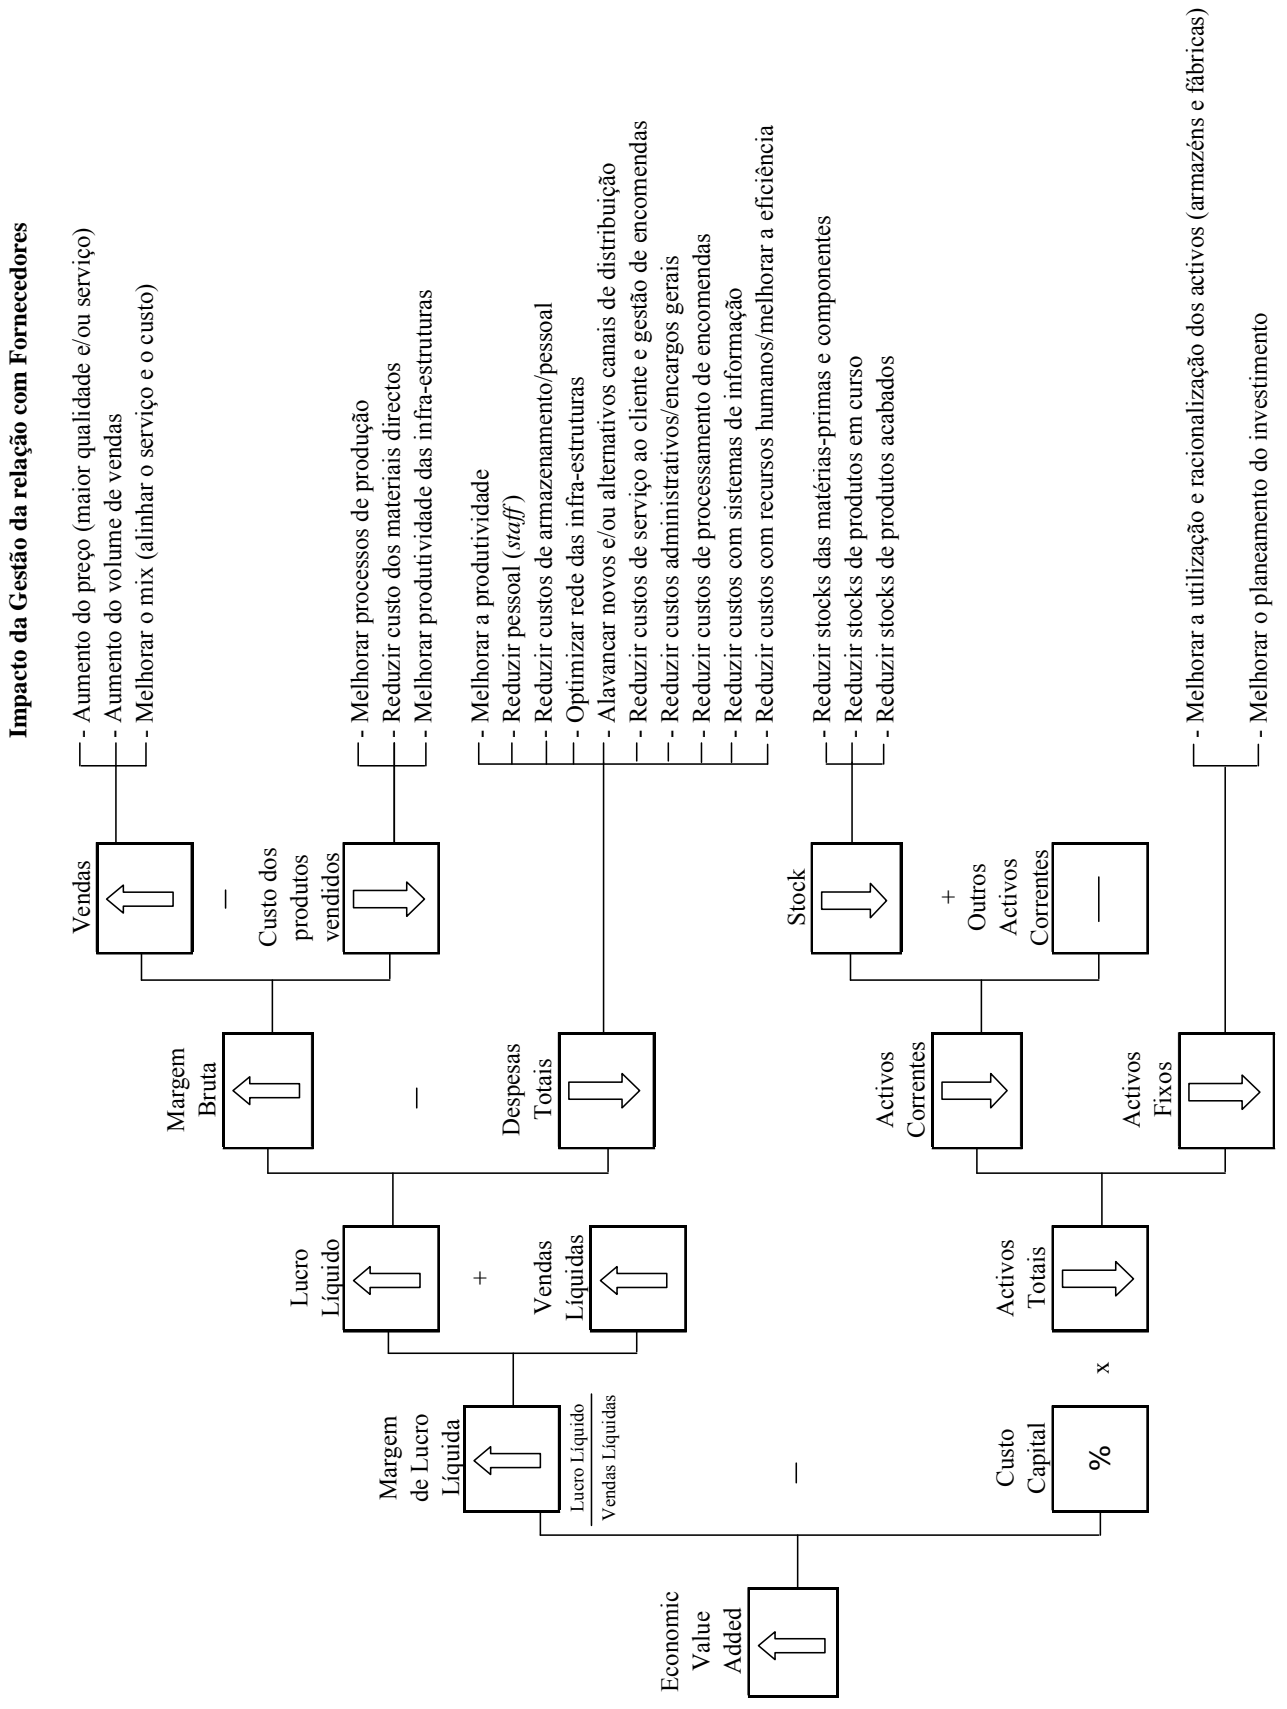 Impacto da Gestão da relação com Fornecedores
Vendas
- Aumento do preço (maior qualidade e/ou serviço)
- Aumento do volume de vendas
- Melhorar o mix (alinhar o serviço e o custo)
–
Custo dos
produtos
vendidos
- Melhorar processos de produção
- Reduzir custo dos materiais directos
- Melhorar produtividade das infra-estruturas
Margem
Bruta
–
Despesas
Totais
- Melhorar a produtividade
- Reduzir pessoal (staff)
- Reduzir custos de armazenamento/pessoal
- Optimizar rede das infra-estruturas
- Alavancar novos e/ou alternativos canais de distribuição
- Reduzir custos de serviço ao cliente e gestão de encomendas
- Reduzir custos administrativos/encargos gerais
- Reduzir custos de processamento de encomendas
- Reduzir custos com sistemas de informação
- Reduzir custos com recursos humanos/melhorar a eficiência
Lucro
Líquido
+
Vendas
Líquidas
Margem
de Lucro
Líquida
Lucro Líquido
Vendas Líquidas
–
Economic
Value
Added
Stock
- Reduzir stocks das matérias-primas e componentes
- Reduzir stocks de produtos em curso
- Reduzir stocks de produtos acabados
+
Outros
Activos
Correntes
—
Activos
Correntes
Activos
Fixos
- Melhorar a utilização e racionalização dos activos (armazéns e fábricas)
- Melhorar o planeamento do investimento
Activos
Totais
x
Custo
Capital
%